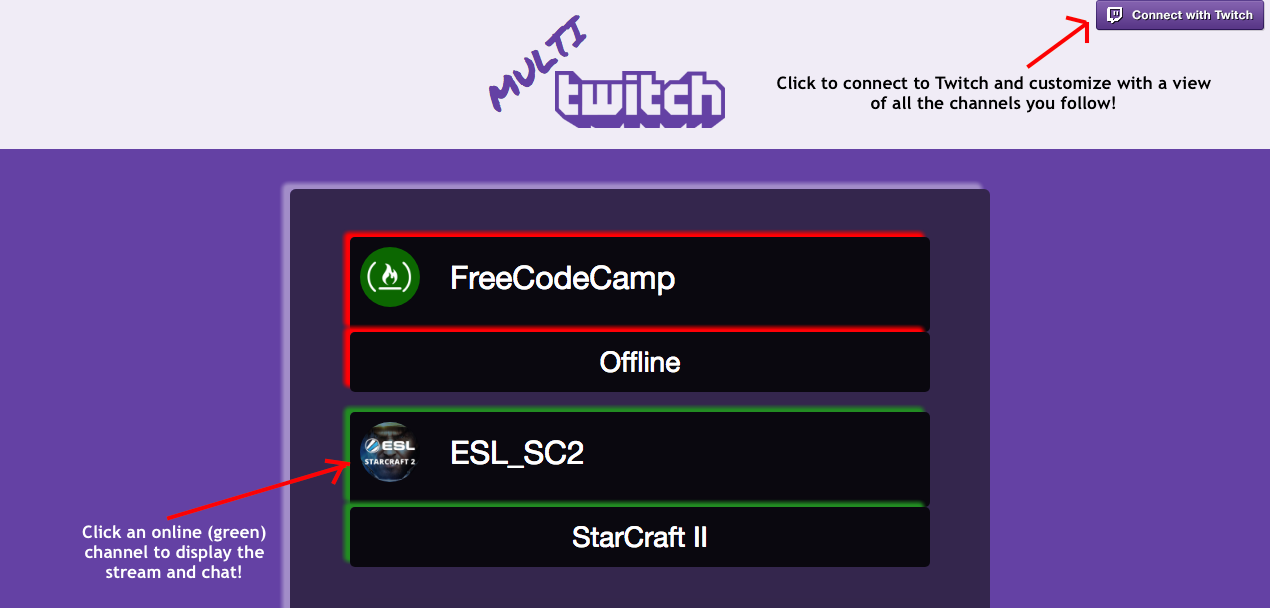 Connect with Twitch
MULTI
twitch
Click to connect to Twitch and customize with a view
of all the channels you follow!
FreeCodeCamp
Offline
ESL
STARCRAFT 2
ESL_SC2
StarCraft II
Click an online (green)
channel to display the
stream and chat!